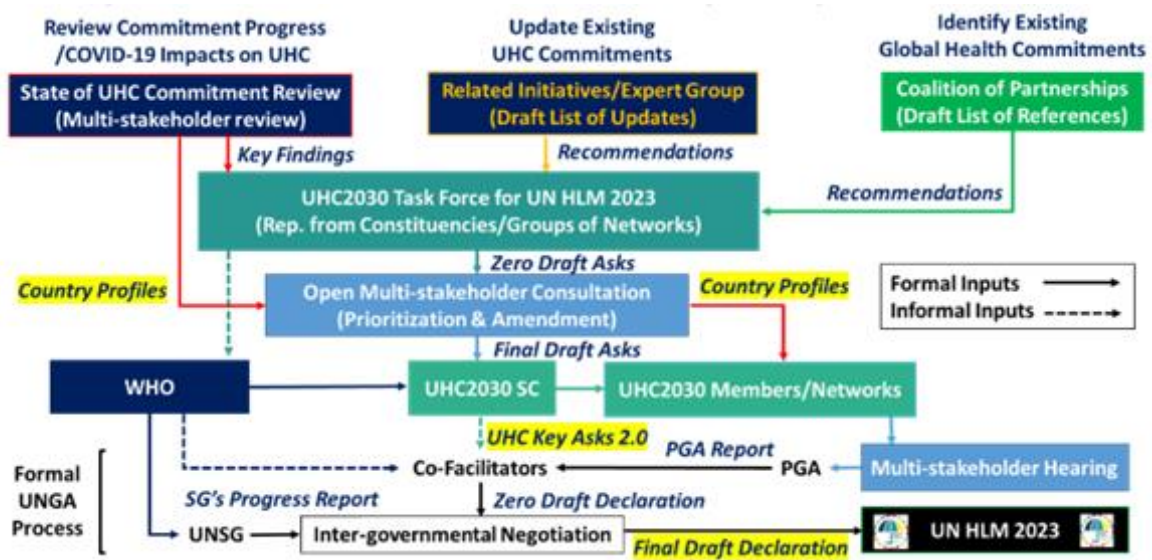 Review Commitment Progress
/COVID-19 Impacts on UHC
Update Existing
UHC Commitments
Identify Existing
Global Health Commitments
State of UHC Commitment Review
(Multi-stakeholder review)
Related Initiatives/Expert Group
(Draft List of Updates)
Coalition of Partnerships
(Draft List of References)
Key Findings
Recommendations
Recommendations
UHC2030 Task Force for UN HLM 2023
(Rep. from Constituencies/Groups of Networks)
Zero Draft Asks
Country Profiles
Open Multi-stakeholder Consultation
(Prioritization & Amendment)
Country Profiles
Formal Inputs
Informal Inputs
Final Draft Asks
WHO
UHC2030 SC
UHC2030 Members/Networks
UHC Key Asks 2.0
PGA Report
Formal
UNGA
Process
Co-Facilitators
PGA
Multi-stakeholder Hearing
SG's Progress Report
Zero Draft Declaration
UNSG
Inter-governmental Negotiation
Final Draft Declaration
UN HLM 2023